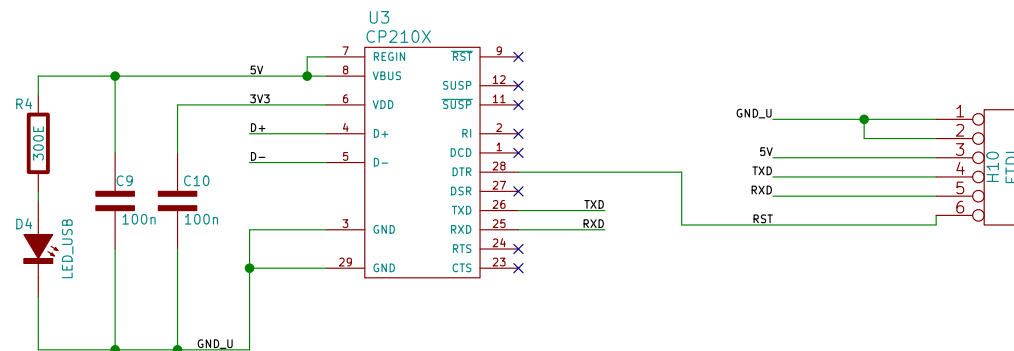 U3
CP210X
7 REGIN
RST 9
5V
8 VBUS
SUSP 12
R4
3V3
6 VDD
SUSP 11
GND_U
1
300E
D+
4 D+
RI 2
2
DCD 1
5V
3
D-
5 D-
DTR 28
TXD
4
H10
FTDI
C9
C10
DSR 27
RXD
5
100n
100n
TXD 26
TXD
RST
6
D4
LED_USB
3 GND
RXD 25
RXD
RTS 24
29 GND
CTS 23
GND_U